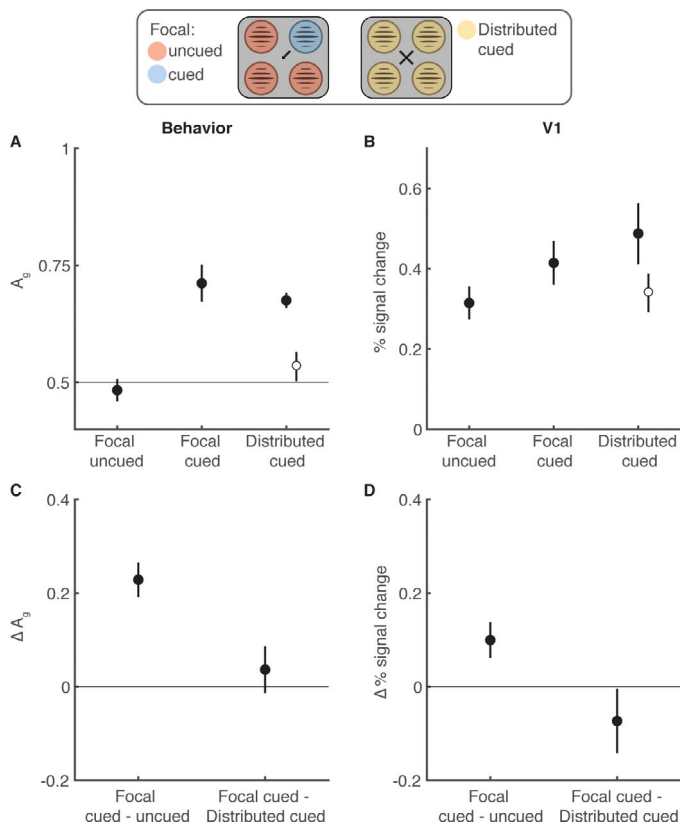 Focal:
uncued
cued
Distributed
cued
Behavior
V1
A
1
0.75
0.5
A_g
Focal
uncued
Focal
cued
Distributed
cued
B
0.6
0.4
0.2
0
% signal change
Focal
uncued
Focal
cued
Distributed
cued
C
0.4
0.2
0
-0.2
Δ A_g
Focal
cued - uncued
Focal cued -
Distributed cued
D
0.4
0.2
0
-0.2
Δ % signal change
Focal
cued - uncued
Focal cued -
Distributed cued